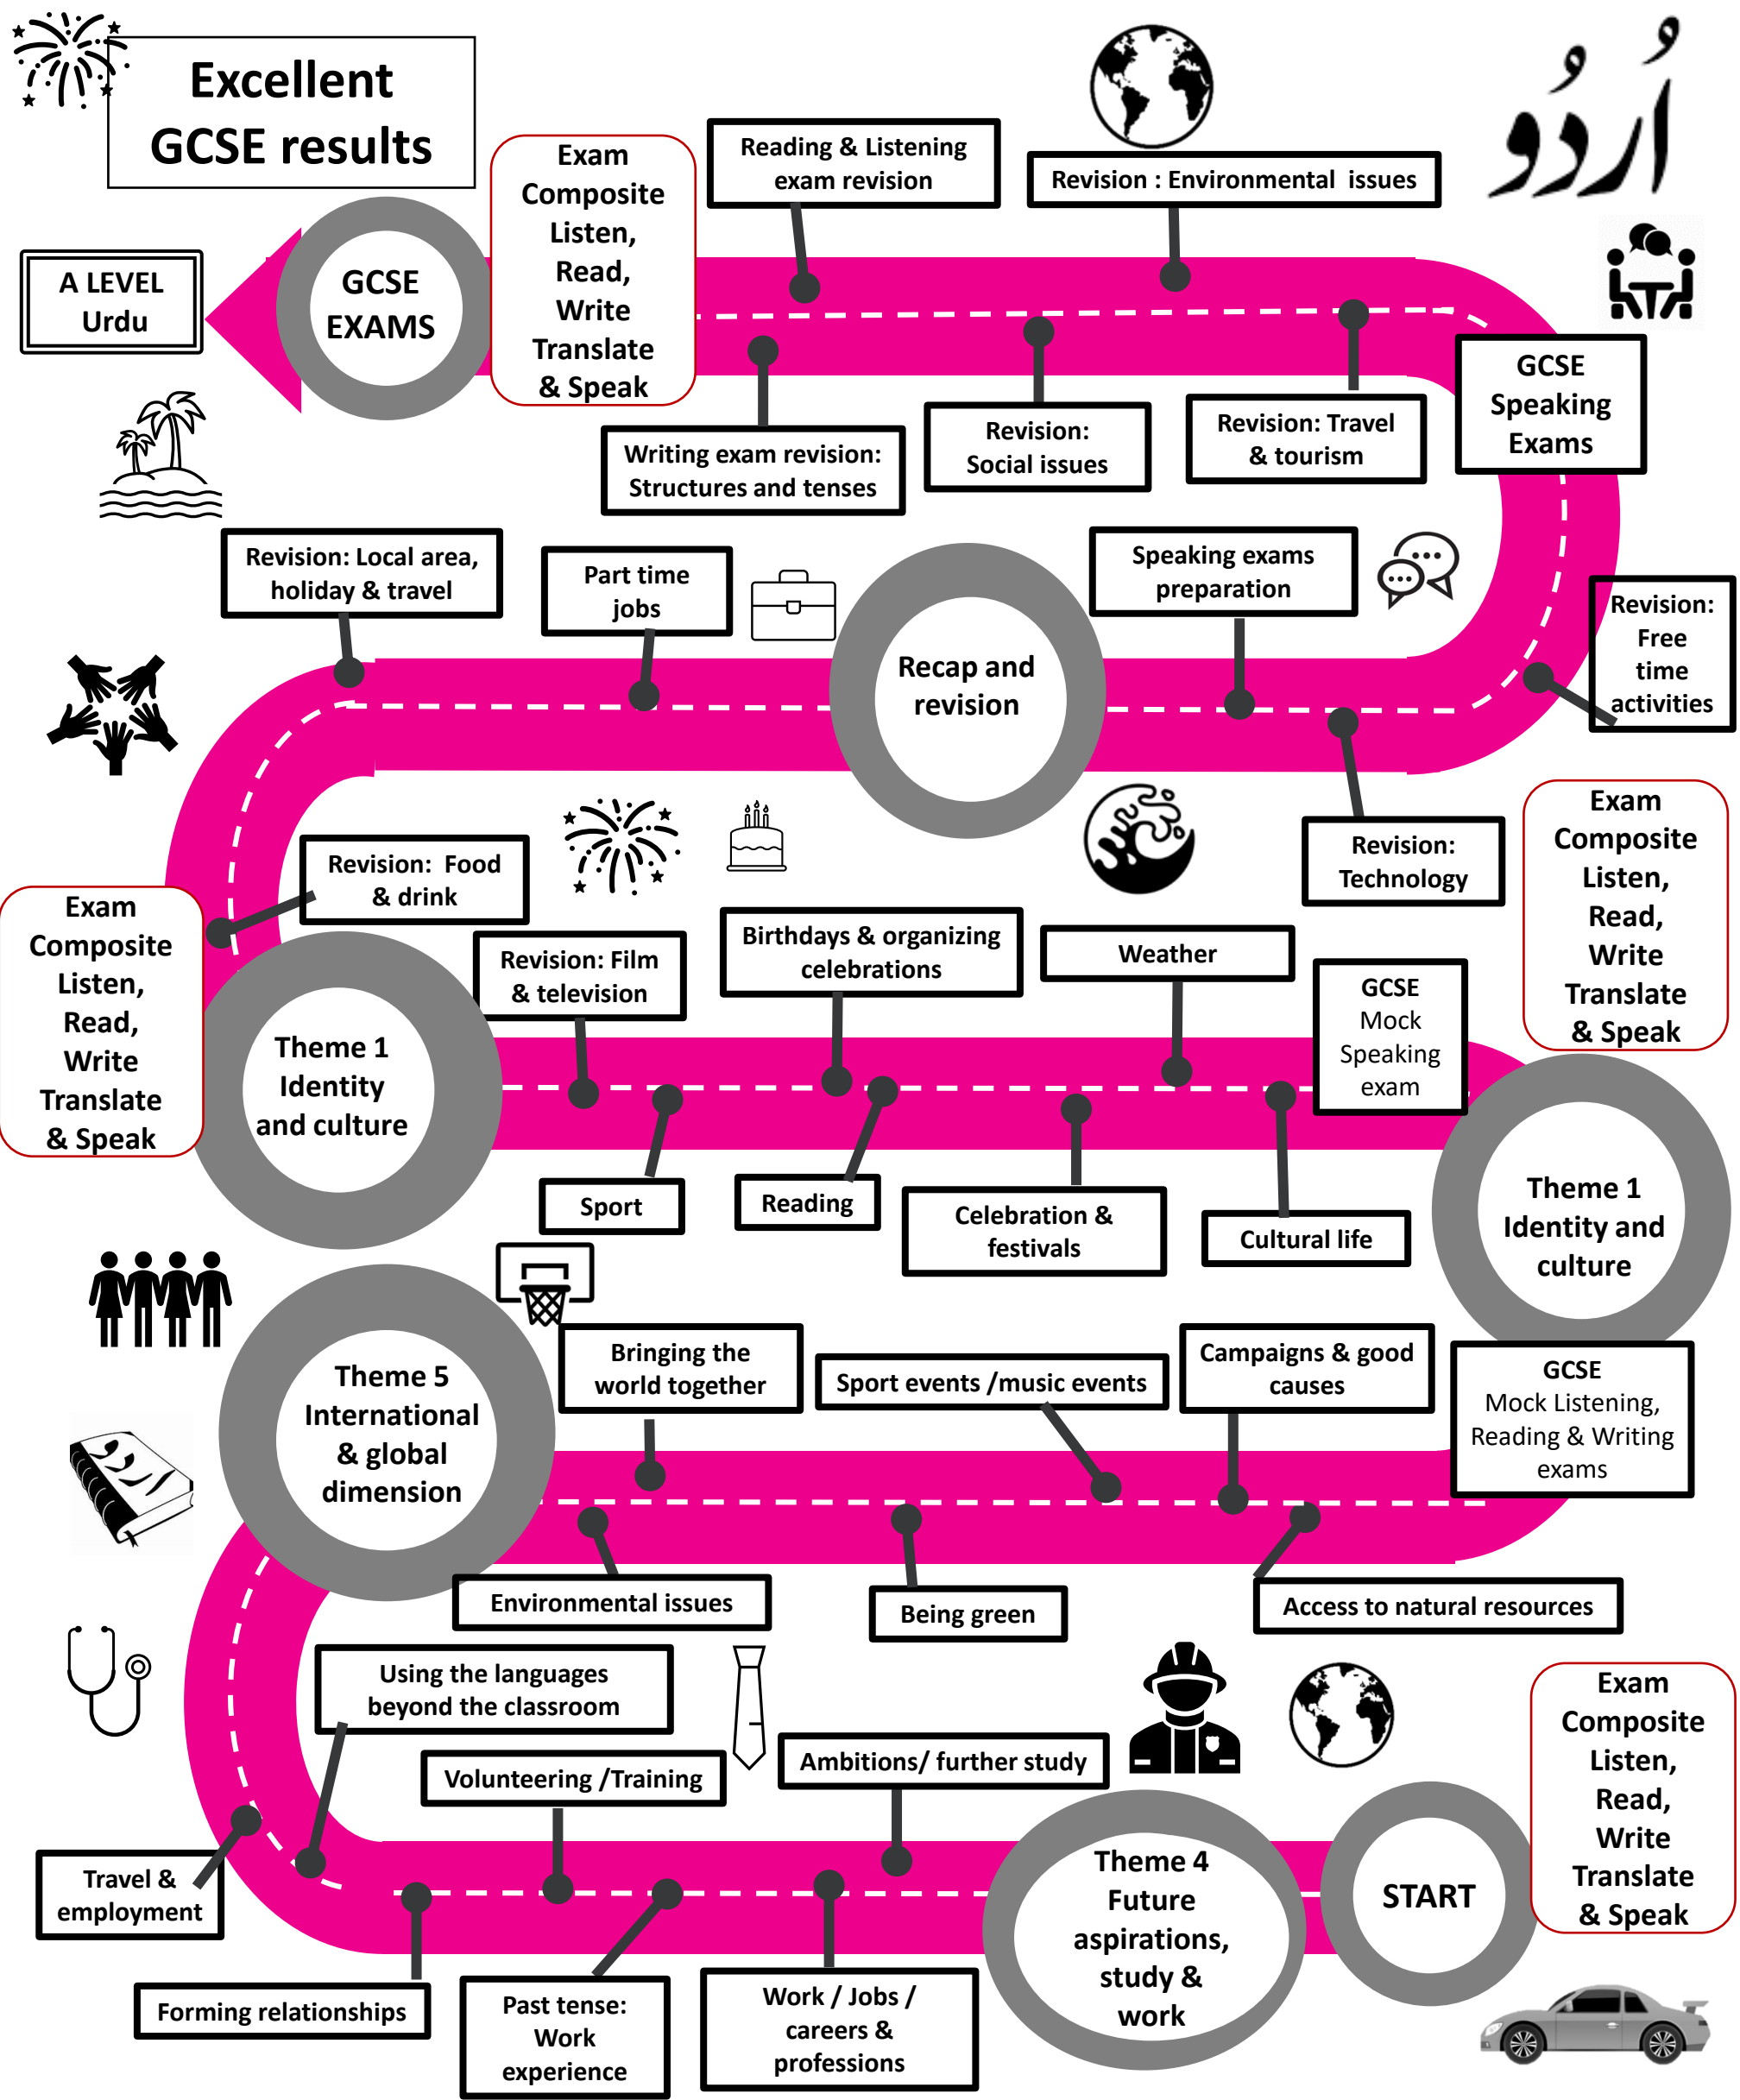 Excellent
GCSE results
اُردُو
Exam
Composite
Listen,
Read,
Write
Translate
& Speak
Reading & Listening
exam revision
Revision : Environmental  issues
A LEVEL
Urdu
GCSE
EXAMS
GCSE
Speaking
Exams
Writing exam revision:
Structures and tenses
Revision:
Social issues
Revision: Travel
& tourism
Revision: Local area,
holiday & travel
Part time
jobs
Recap and
revision
Speaking exams
preparation
Revision:
Free
time
activities
Revision:
Technology
Exam
Composite
Listen,
Read,
Write
Translate
& Speak
Revision:  Food
& drink
Exam
Composite
Listen,
Read,
Write
Translate
& Speak
Theme 1
Identity
and culture
Revision: Film
& television
Birthdays & organizing
celebrations
Weather
GCSE
Mock
Speaking
exam
Sport
Reading
Celebration &
festivals
Cultural life
Theme 1
Identity and
culture
Theme 5
International
& global
dimension
Bringing the
world together
Sport events /music events
Campaigns & good
causes
GCSE
Mock Listening,
Reading & Writing
exams
اردو
Environmental issues
Being green
Access to natural resources
Using the languages
beyond the classroom
Volunteering /Training
Ambitions/ further study
Exam
Composite
Listen,
Read,
Write
Translate
& Speak
Travel &
employment
Theme 4
Future
aspirations,
study &
work
START
Forming relationships
Past tense:
Work
experience
Work / Jobs /
careers &
professions